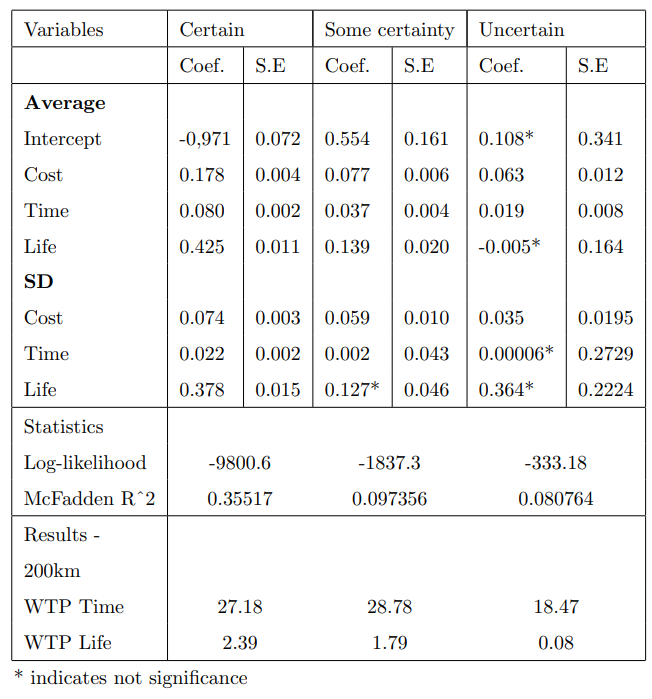 Variables Certain Some certainty Uncertain
Coef. S.E Coef. S.E Coef. S.E
Average
Intercept -0,971 0.072 0.554 0.161 0.108* 0.341
Cost 0.178 0.004 0.077 0.006 0.063 0.012
Time 0.080 0.002 0.037 0.004 0.019 0.008
Life 0.425 0.011 0.139 0.020 -0.005* 0.164
SD
Cost 0.074 0.003 0.059 0.010 0.035 0.0195
Time 0.022 0.002 0.002 0.043 0.00006* 0.2729
Life 0.378 0.015 0.127* 0.046 0.364* 0.2224
Statistics
Log-likelihood -9800.6 -1837.3 -333.18
McFadden Rˆ2 0.35517 0.097356 0.080764
Results -
200km
WTP Time 27.18 28.78 18.47
WTP Life 2.39 1.79 0.08
* indicates not significance